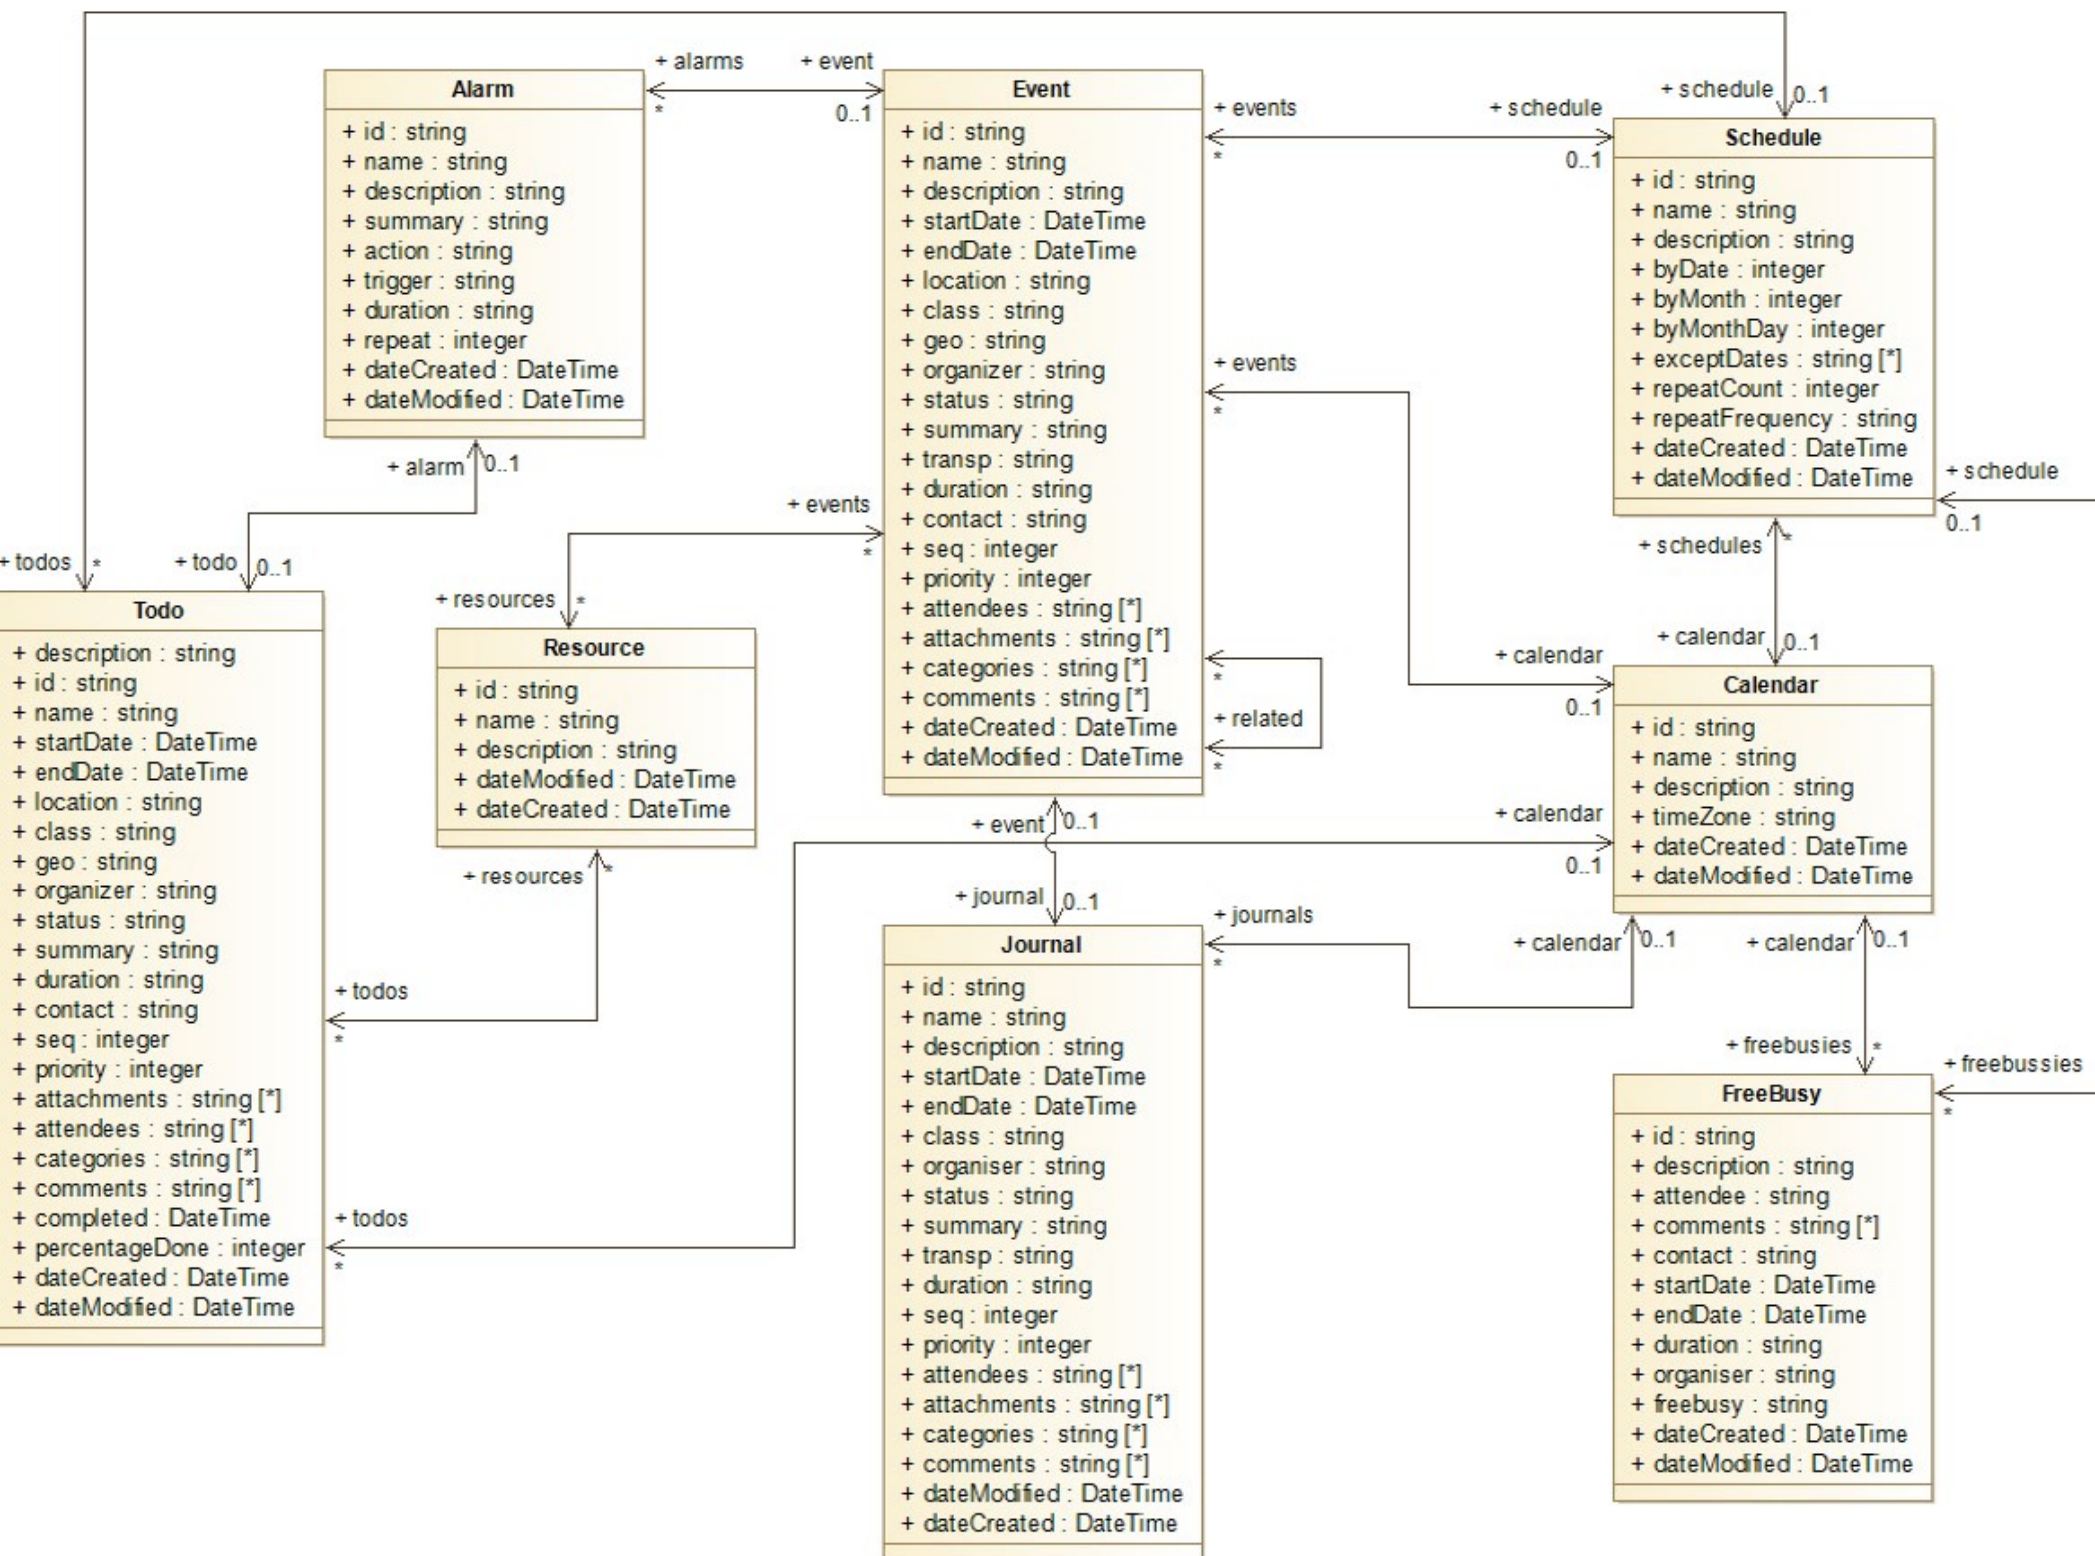 + alarms
+ event
*
0..1
Alarm
+ id : string
+ name : string
+ description : string
+ summary : string
+ action : string
+ trigger : string
+ duration : string
+ repeat : integer
+ dateCreated : DateTime
+ dateModified : DateTime
+ alarm
0..1
+ todos
*
+ todo
0..1
Event
+ id : string
+ name : string
+ description : string
+ startDate : DateTime
+ endDate : DateTime
+ location : string
+ class : string
+ geo : string
+ organizer : string
+ status : string
+ summary : string
+ transp : string
+ duration : string
+ contact : string
+ seq : integer
+ priority : integer
+ attendees : string [*]
+ attachments : string [*]
+ categories : string [*]
+ comments : string [*]
+ dateCreated : DateTime
+ dateModified : DateTime
+ events
*
+ schedule
0..1
+ schedule
0..1
Schedule
+ id : string
+ name : string
+ description : string
+ byDate : integer
+ byMonth : integer
+ byMonthDay : integer
+ exceptDates : string [*]
+ repeatCount : integer
+ repeatFrequency : string
+ dateCreated : DateTime
+ dateModified : DateTime
+ schedule
0..1
+ events
*
+ events
*
+ schedules
*
+ calendar
0..1
+ calendar
0..1
*
+ related
*
+ resources
*
Resource
+ id : string
+ name : string
+ description : string
+ dateModified : DateTime
+ dateCreated : DateTime
+ resources
*
Todo
+ description : string
+ id : string
+ name : string
+ startDate : DateTime
+ endDate : DateTime
+ location : string
+ class : string
+ geo : string
+ organizer : string
+ status : string
+ summary : string
+ duration : string
+ contact : string
+ seq : integer
+ priority : integer
+ attachments : string [*]
+ attendees : string [*]
+ categories : string [*]
+ comments : string [*]
+ completed : DateTime
+ percentageDone : integer
+ dateCreated : DateTime
+ dateModified : DateTime
+ todos
*
+ todos
*
Calendar
+ id : string
+ name : string
+ description : string
+ timeZone : string
+ dateCreated : DateTime
+ dateModified : DateTime
+ event
0..1
+ calendar
0..1
+ journal
0..1
+ journals
*
+ calendar
0..1
+ calendar
0..1
Journal
+ id : string
+ name : string
+ description : string
+ startDate : DateTime
+ endDate : DateTime
+ class : string
+ organiser : string
+ status : string
+ summary : string
+ transp : string
+ duration : string
+ seq : integer
+ priority : integer
+ attendees : string [*]
+ attachments : string [*]
+ categories : string [*]
+ comments : string [*]
+ dateModified : DateTime
+ dateCreated : DateTime
+ freebusies
*
+ freebussies
*
FreeBusy
+ id : string
+ description : string
+ attendee : string
+ comments : string [*]
+ contact : string
+ startDate : DateTime
+ endDate : DateTime
+ duration : string
+ organiser : string
+ freebusy : string
+ dateCreated : DateTime
+ dateModified : DateTime